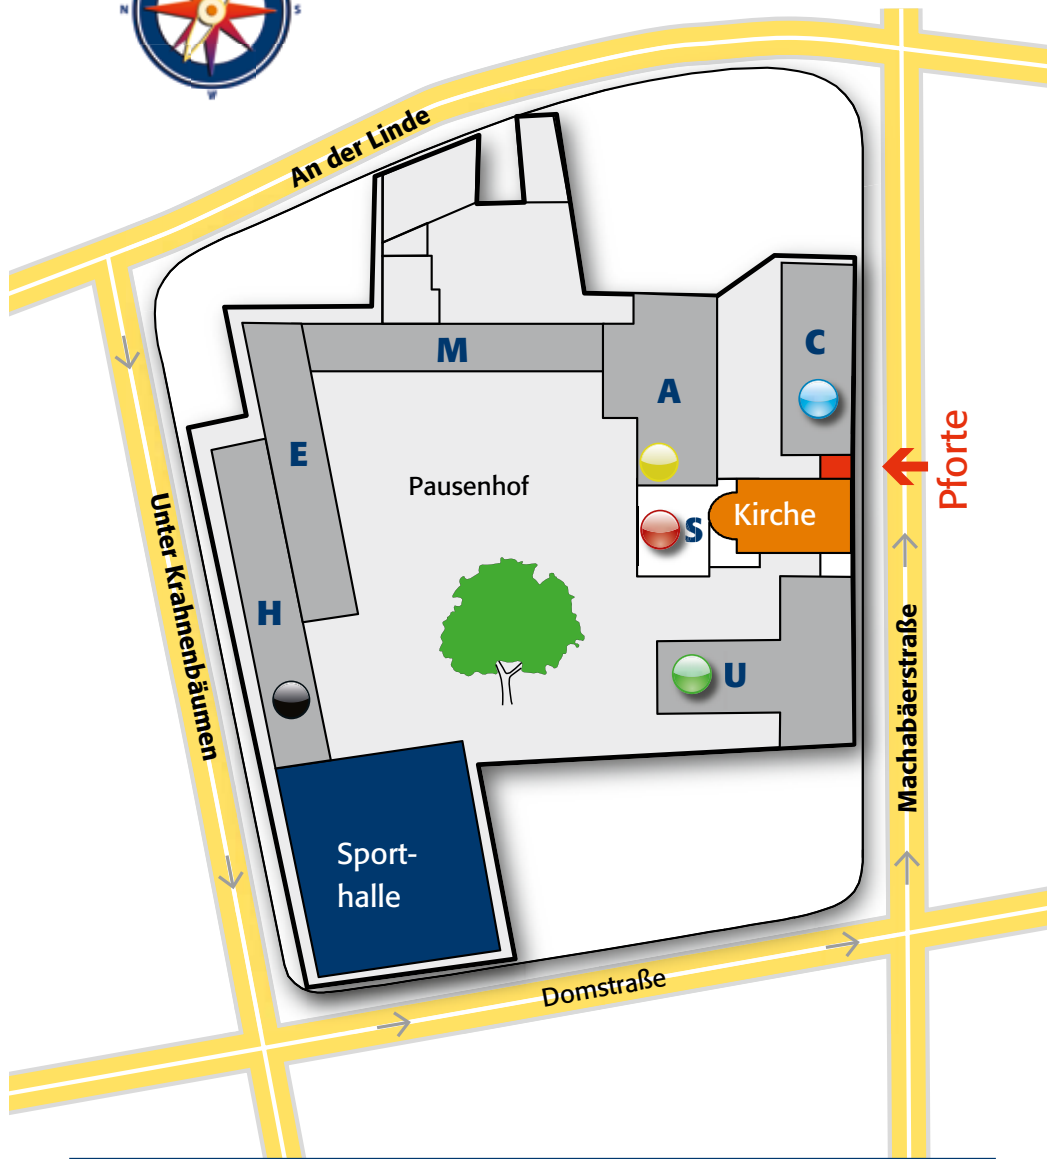 N
S
W
An der Linde
M
C
A
E
Pforte
Pausenhof
Kirche
S
Unter Krahnenbäumen
H
Machabäerstraße
U
Sport-
halle
Domstraße